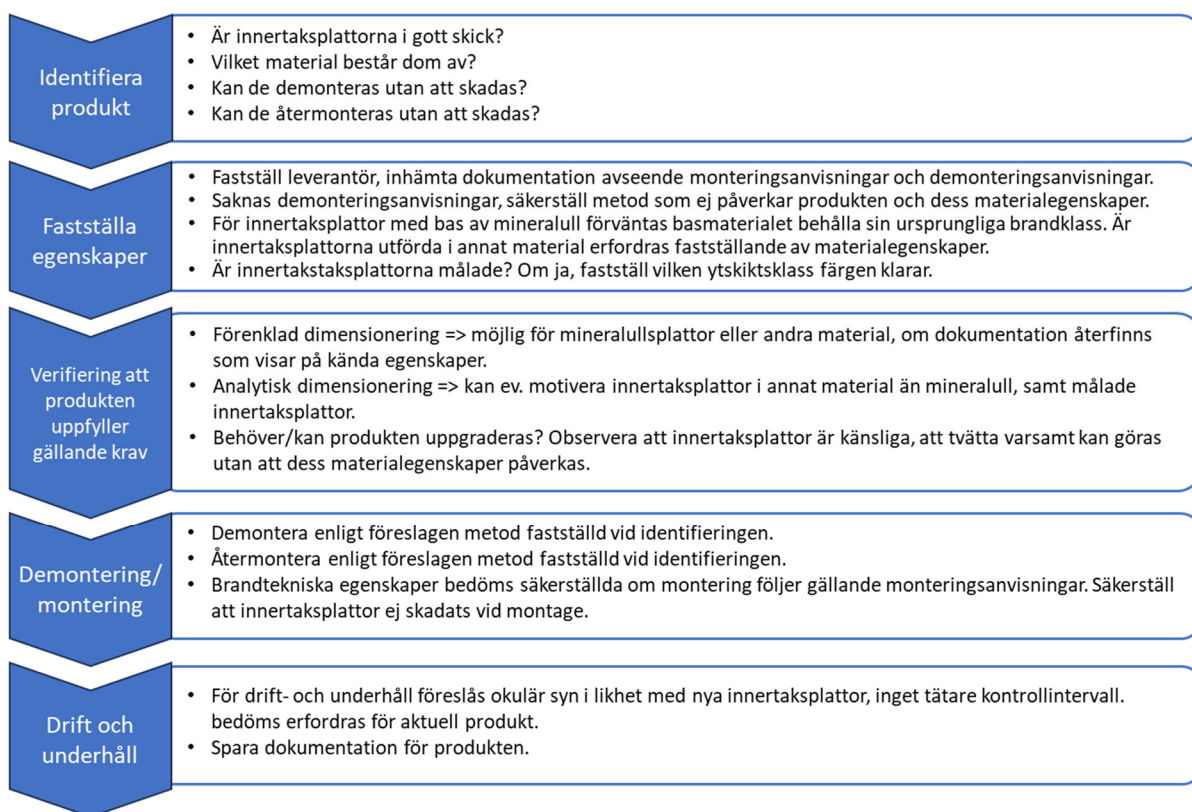 Identifiera
produkt
• Är innertaksplattorna i gott skick?
• Vilket material består dom av?
• Kan de demonteras utan att skadas?
• Kan de återmonteras utan att skadas?
Fastställa
egenskaper
• Fastställ leverantör, inhämta dokumentation avseende monteringsanvisningar och demonteringsanvisningar.
• Saknas demonteringsanvisningar, säkerställ metod som ej påverkar produkten och dess materialegenskaper.
• För innertaksplattor med bas av mineralull förväntas basmaterialet behålla sin ursprungliga brandklass. Är
innertaksplattorna utförda i annat material erfordras fastställande av materialegenskaper.
• Är innertakstaksplattorna målade? Om ja, fastställ vilken ytskiktsklass färgen klarar.
Verifiering att
produkten
uppfyller
gällande krav
• Förenklad dimensionering => möjlig för mineralullsplattor eller andra material, om dokumentation återfinns
som visar på kända egenskaper.
• Analytisk dimensionering => kan ev. motivera innertaksplattor i annat material än mineralull, samt målade
innertaksplattor.
• Behöver/kan produkten uppgraderas? Observera att innertaksplattor är känsliga, att tvätta varsamt kan göras
utan att dess materialegenskaper påverkas.
Demontering/
montering
• Demontera enligt föreslagen metod fastställd vid identifieringen.
• Återmontera enligt föreslagen metod fastställd vid identifieringen.
• Brandtekniska egenskaper bedöms säkerställda om montering följer gällande monteringsanvisningar. Säkerställ
att innertaksplattor ej skadats vid montage.
Drift och
underhåll
• För drift- och underhåll föreslås okulär syn i likhet med nya innertaksplattor, inget tätare kontrollintervall.
bedöms erfordras för aktuell produkt.
• Spara dokumentation för produkten.